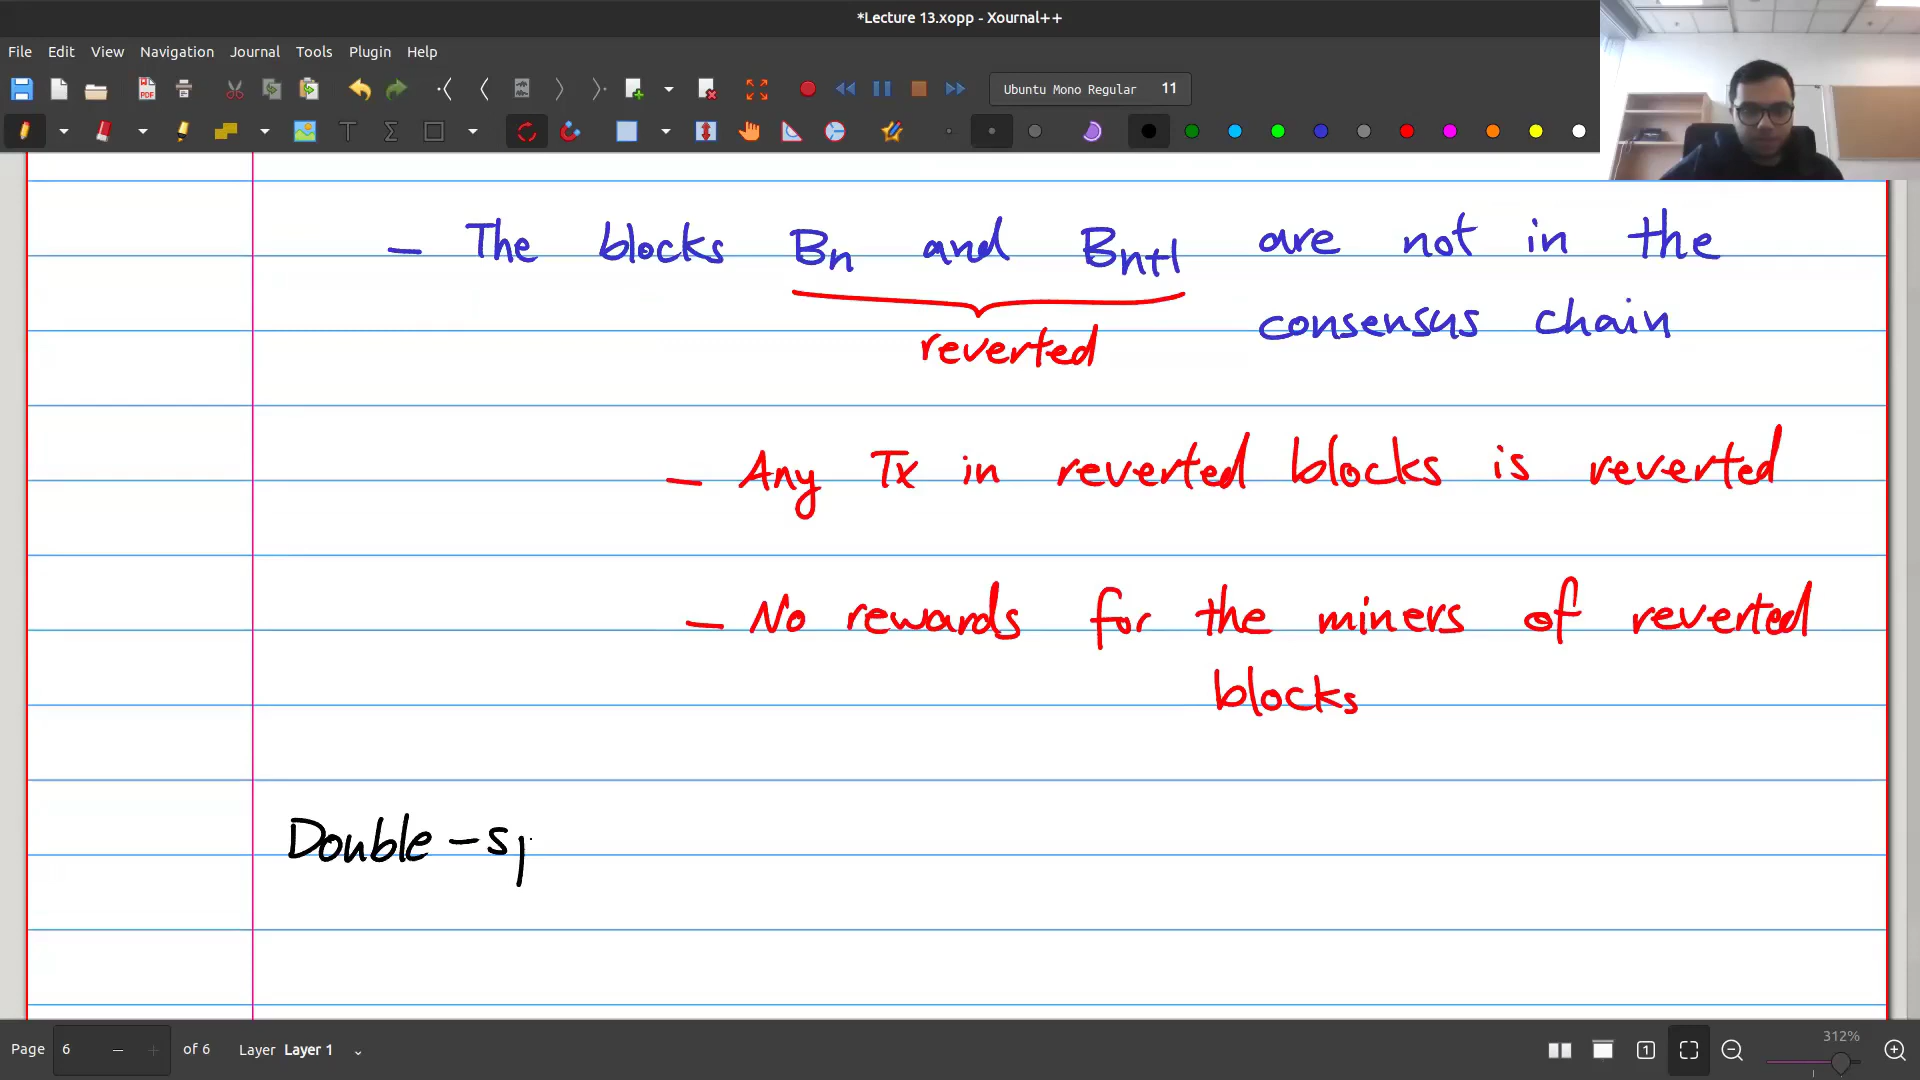 *Lecture 13.xopp - Xournal++
File Edit View Navigation Journal Tools Plugin Help
PDF Ubuntu Mono Regular 11
– The blocks Bn and Bn+1 are not in the
consensus chain
reverted
– Any Tx in reverted blocks is reverted
– No rewards for the miners of reverted
blocks
Double-sp
Page 6 of 6 Layer Layer 1 312%